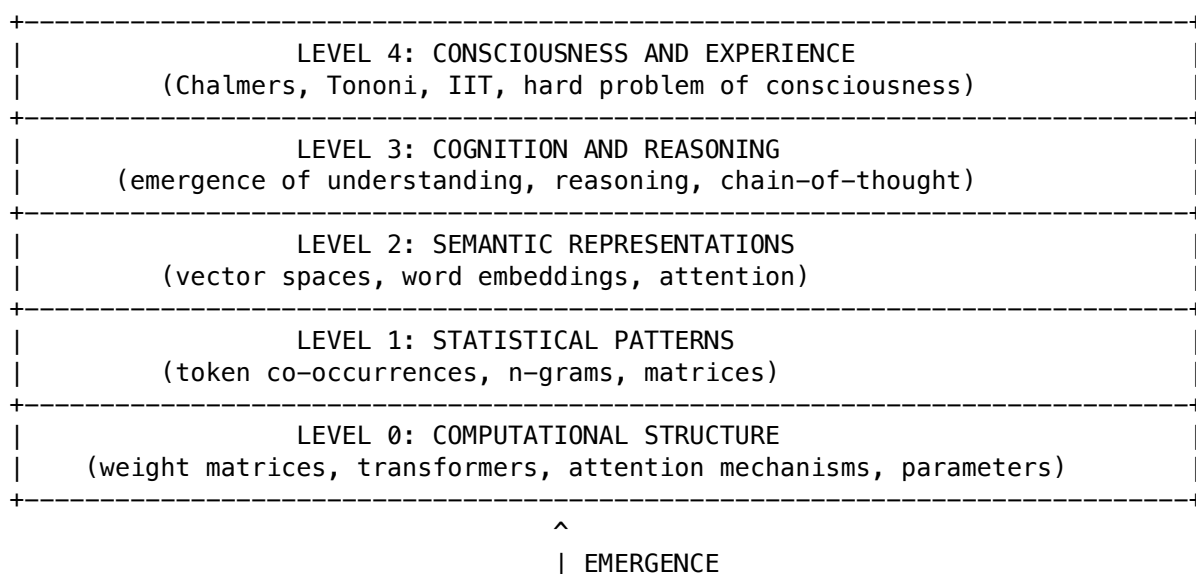 +------------------------------------------------------------------------------+
| LEVEL 4: CONSCIOUSNESS AND EXPERIENCE |
| (Chalmers, Tononi, IIT, hard problem of consciousness) |
+------------------------------------------------------------------------------+
| LEVEL 3: COGNITION AND REASONING |
| (emergence of understanding, reasoning, chain-of-thought) |
+------------------------------------------------------------------------------+
| LEVEL 2: SEMANTIC REPRESENTATIONS |
| (vector spaces, word embeddings, attention) |
+------------------------------------------------------------------------------+
| LEVEL 1: STATISTICAL PATTERNS |
| (token co-occurrences, n-grams, matrices) |
+------------------------------------------------------------------------------+
| LEVEL 0: COMPUTATIONAL STRUCTURE |
| (weight matrices, transformers, attention mechanisms, parameters) |
+------------------------------------------------------------------------------+
^
| EMERGENCE